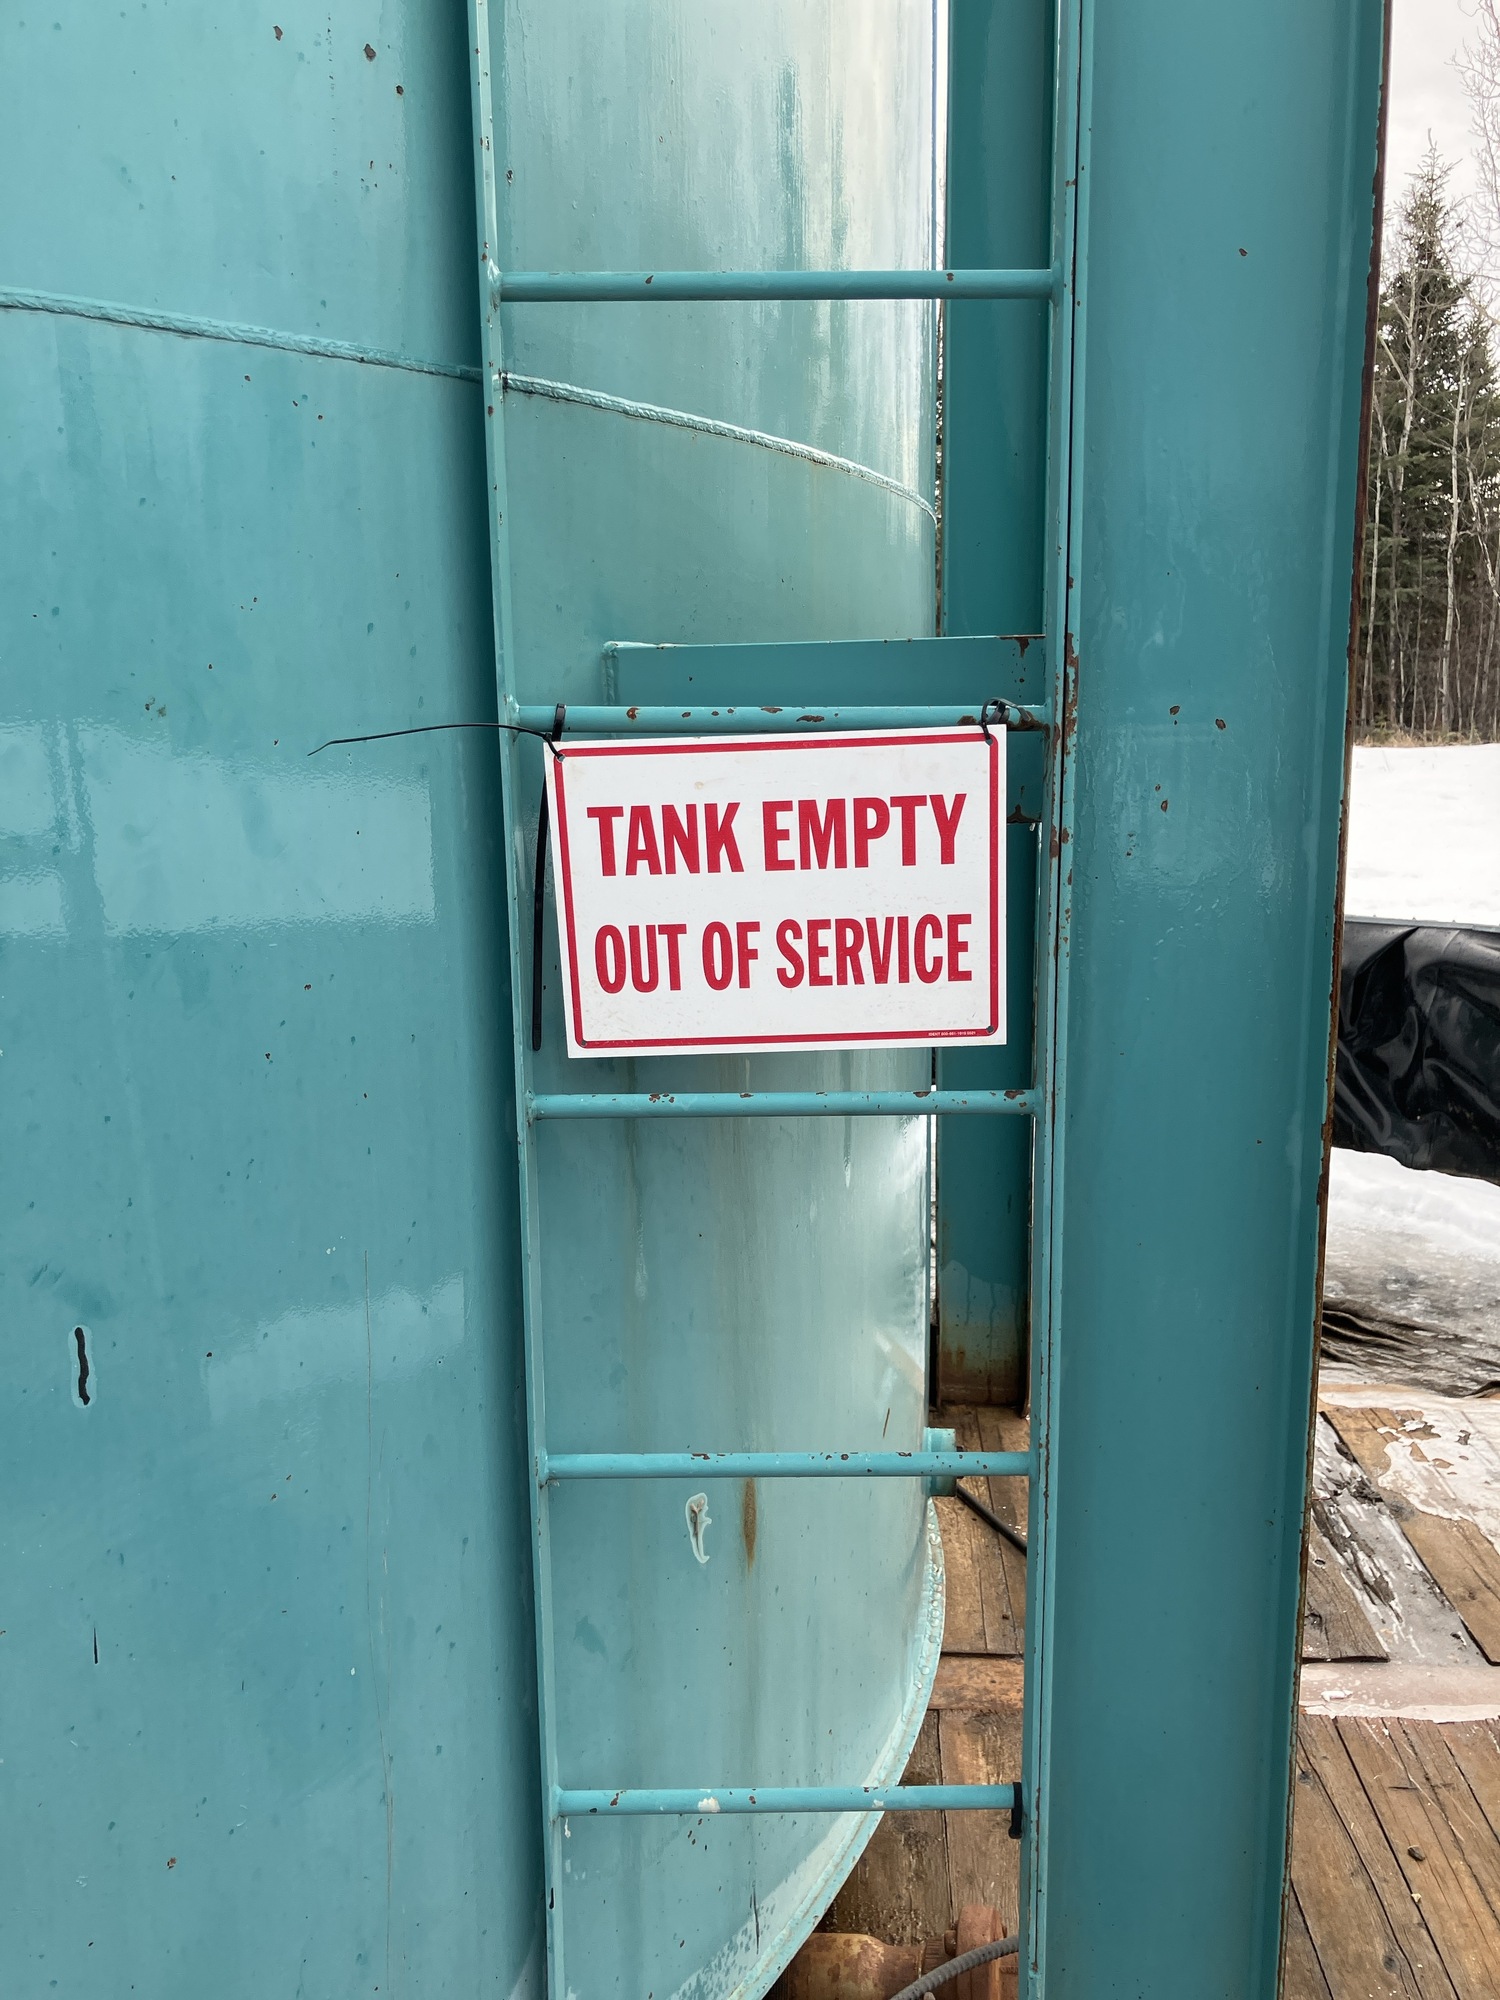 TANK EMPTY
OUT OF SERVICE